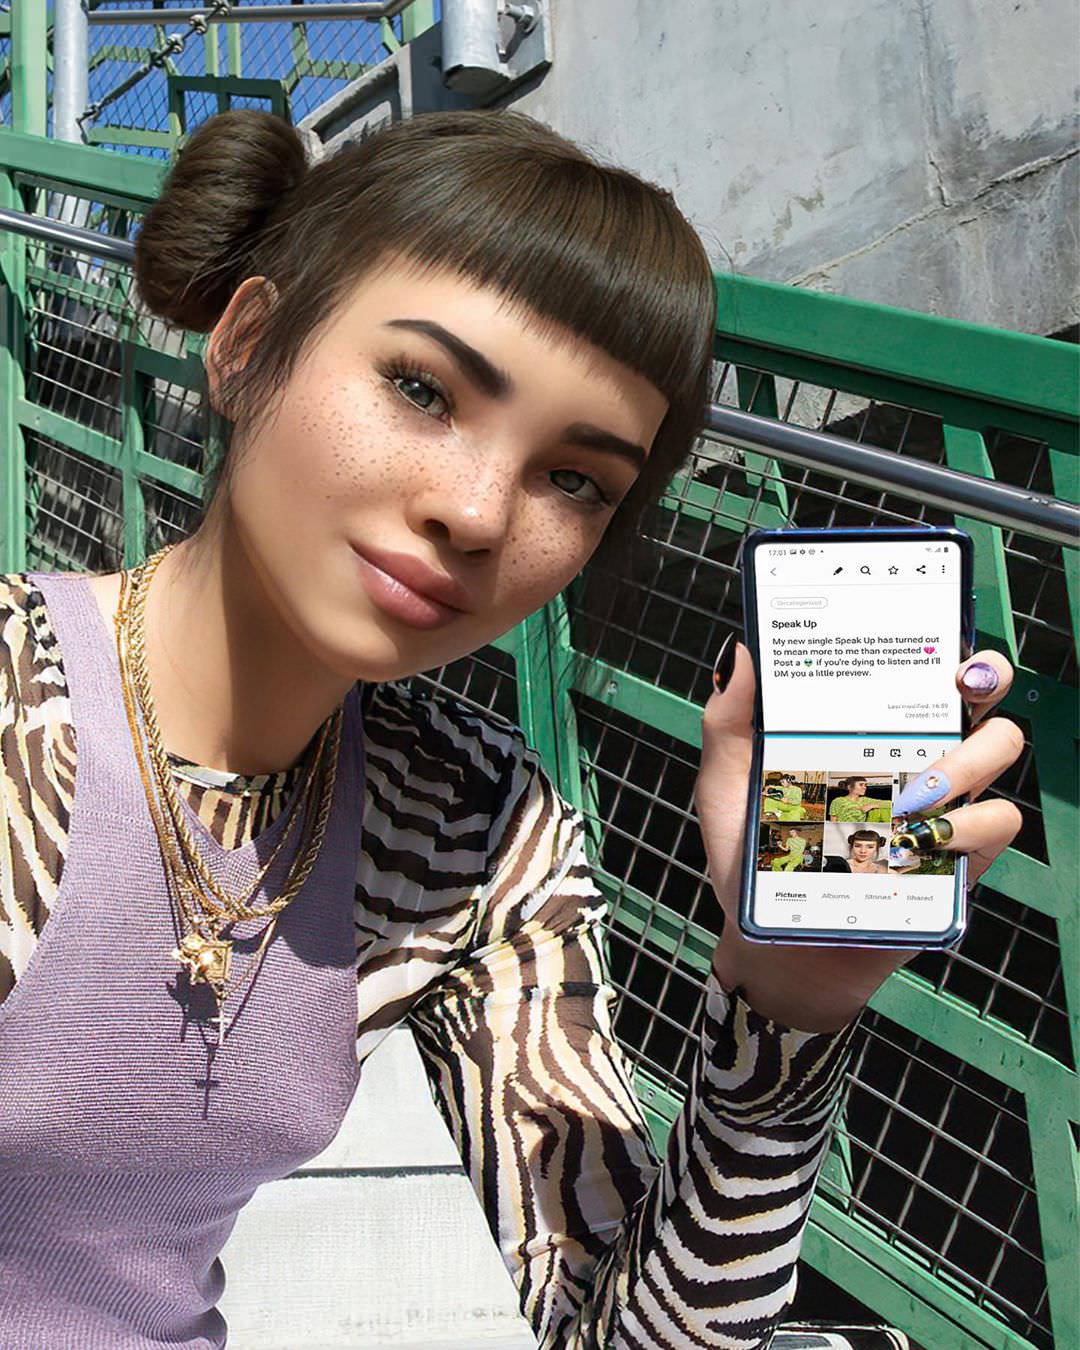 17:01
Uncategorized
Speak Up
My new single Speak Up has turned out
to mean more to me than expected 💔.
Post a 👽 if you're dying to listen and I'll
DM you a little preview.
Last modified: 16:59
Created: 16:49
Pictures Albums Stories Shared